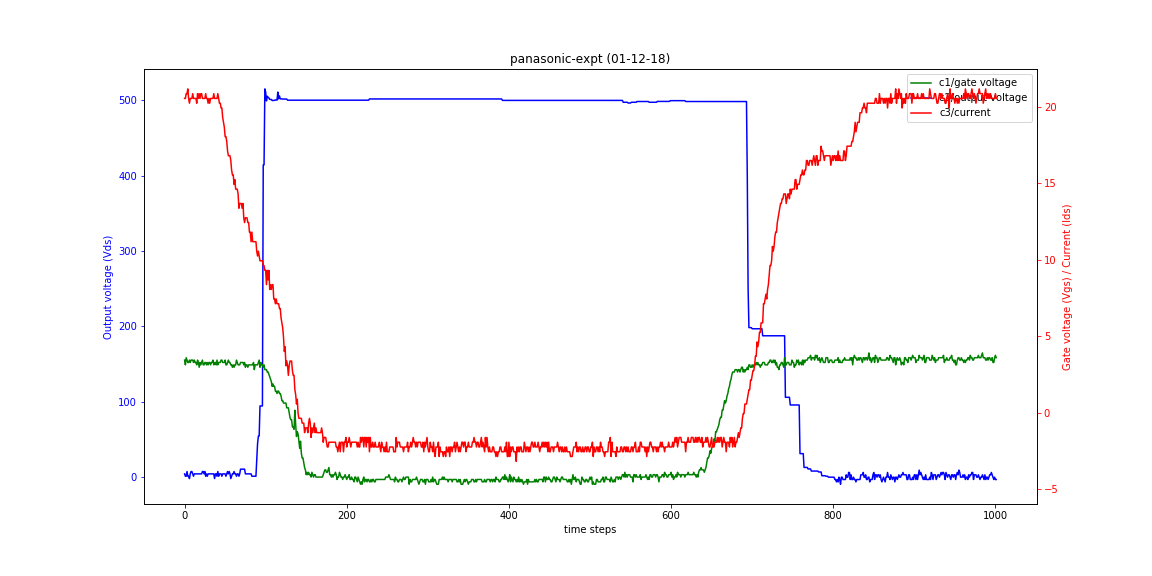 panasonic-expt (01-12-18)
c1/gate voltage
voltage
c3/current
500
400
300
200
100
0
Output voltage (Vds)
20
15
10
5
0
−5
Gate voltage (Vgs) / Current (Ids)
0
200
400
600
800
1000
time steps